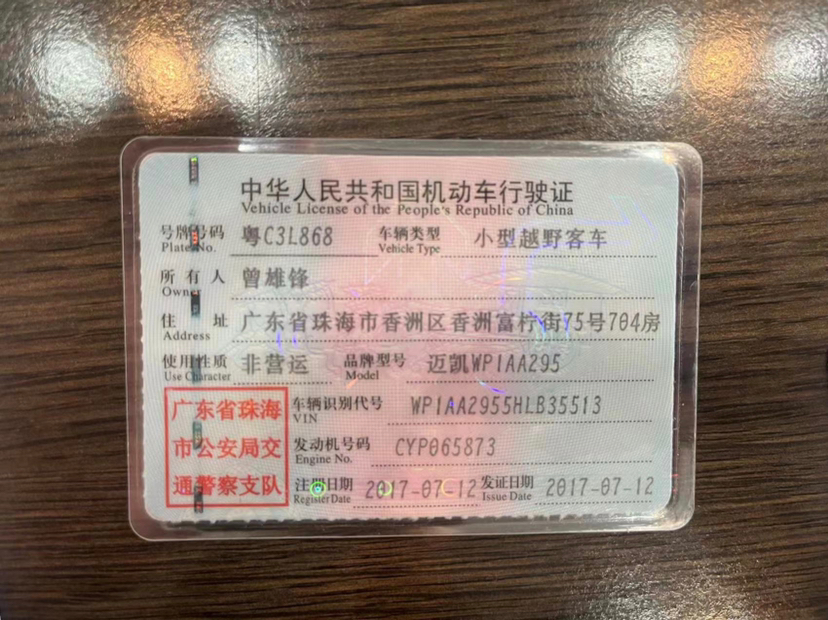 中华人民共和国机动车行驶证
Vehicle License of the People's Republic of China
号牌号码 粤C3L868 车辆类型 小型越野客车
Plate No. Vehicle Type
所有人 曾雄锋
Owner
住址 广东省珠海市香洲区香洲富柠街75号704房
Address
使用性质 非营运 品牌型号 迈凯WP1AA295
Use Character Model
广东省珠海 车辆识别代号 WP1AA2955HLB35513
VIN
市公安局交 发动机号码 CYP065873
Engine No.
通警察支队 注册日期 2017-07-12 发证日期 2017-07-12
Register Date Issue Date